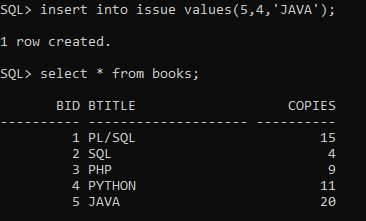 SQL> insert into issue values(5,4,'JAVA');
1 row created.
SQL> select * from books;
BID BTITLE COPIES
---------- -------------------- ----------
1 PL/SQL 15
2 SQL 4
3 PHP 9
4 PYTHON 11
5 JAVA 20